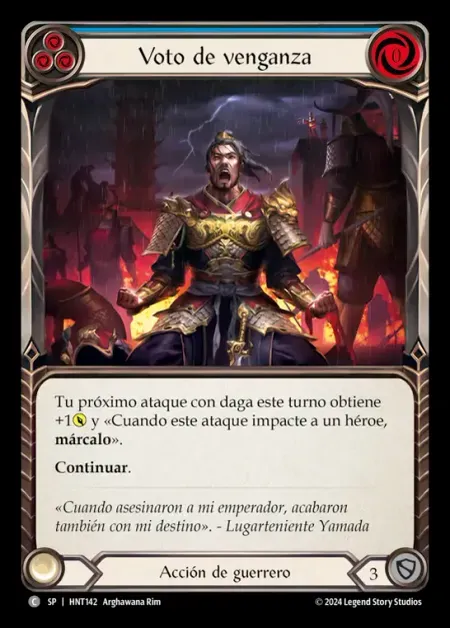 Voto de venganza
0
Tu próximo ataque con daga este turno obtiene
+1 y «Cuando este ataque impacte a un héroe,
márcalo».
Continuar.
«Cuando asesinaron a mi emperador, acabaron
también con mi destino». - Lugarteniente Yamada
Acción de guerrero
3
C SP | HNT142 Arghawana Rim
© 2024 Legend Story Studios